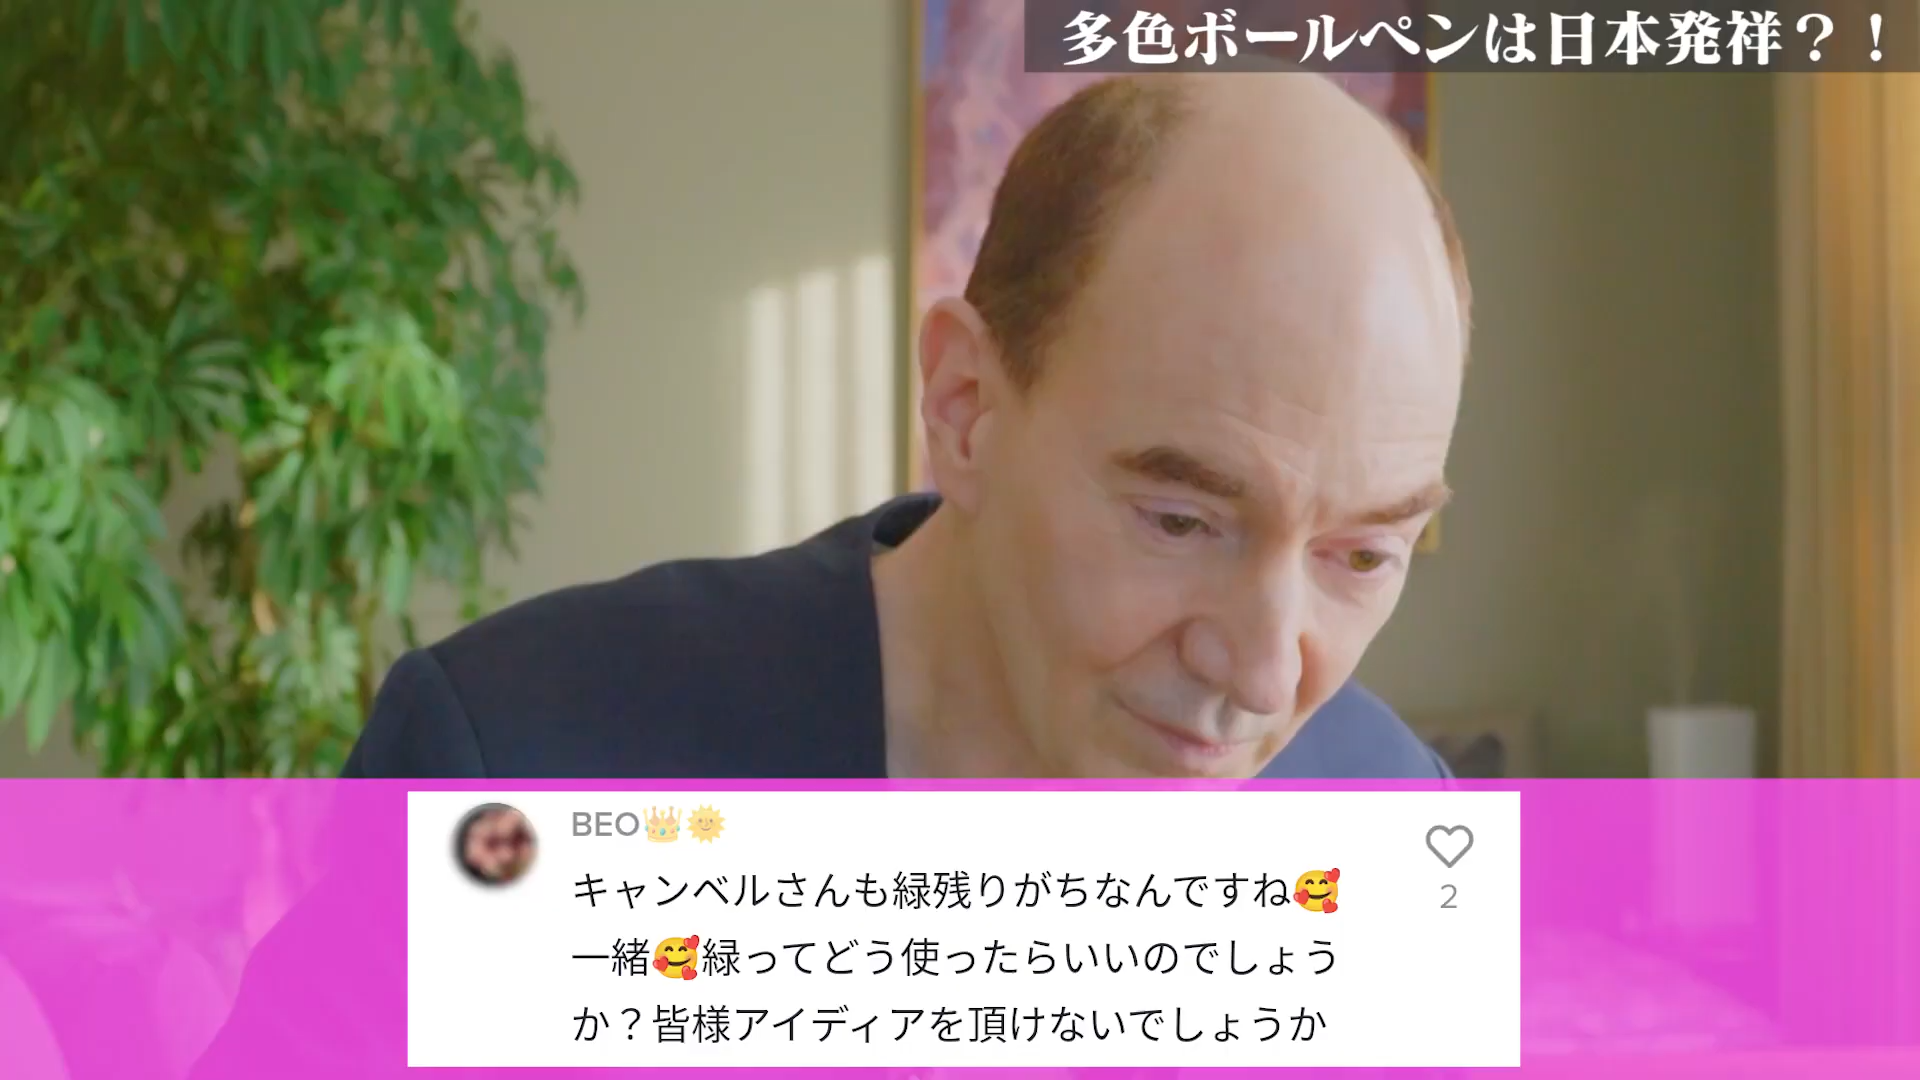 多色ボールペンは日本発祥？！
BEO👑🌞
キャンベルさんも緑残りがちなんですね🥰
一緒🥰緑ってどう使ったらいいのでしょう
か？皆様アイディアを頂けないでしょうか
2